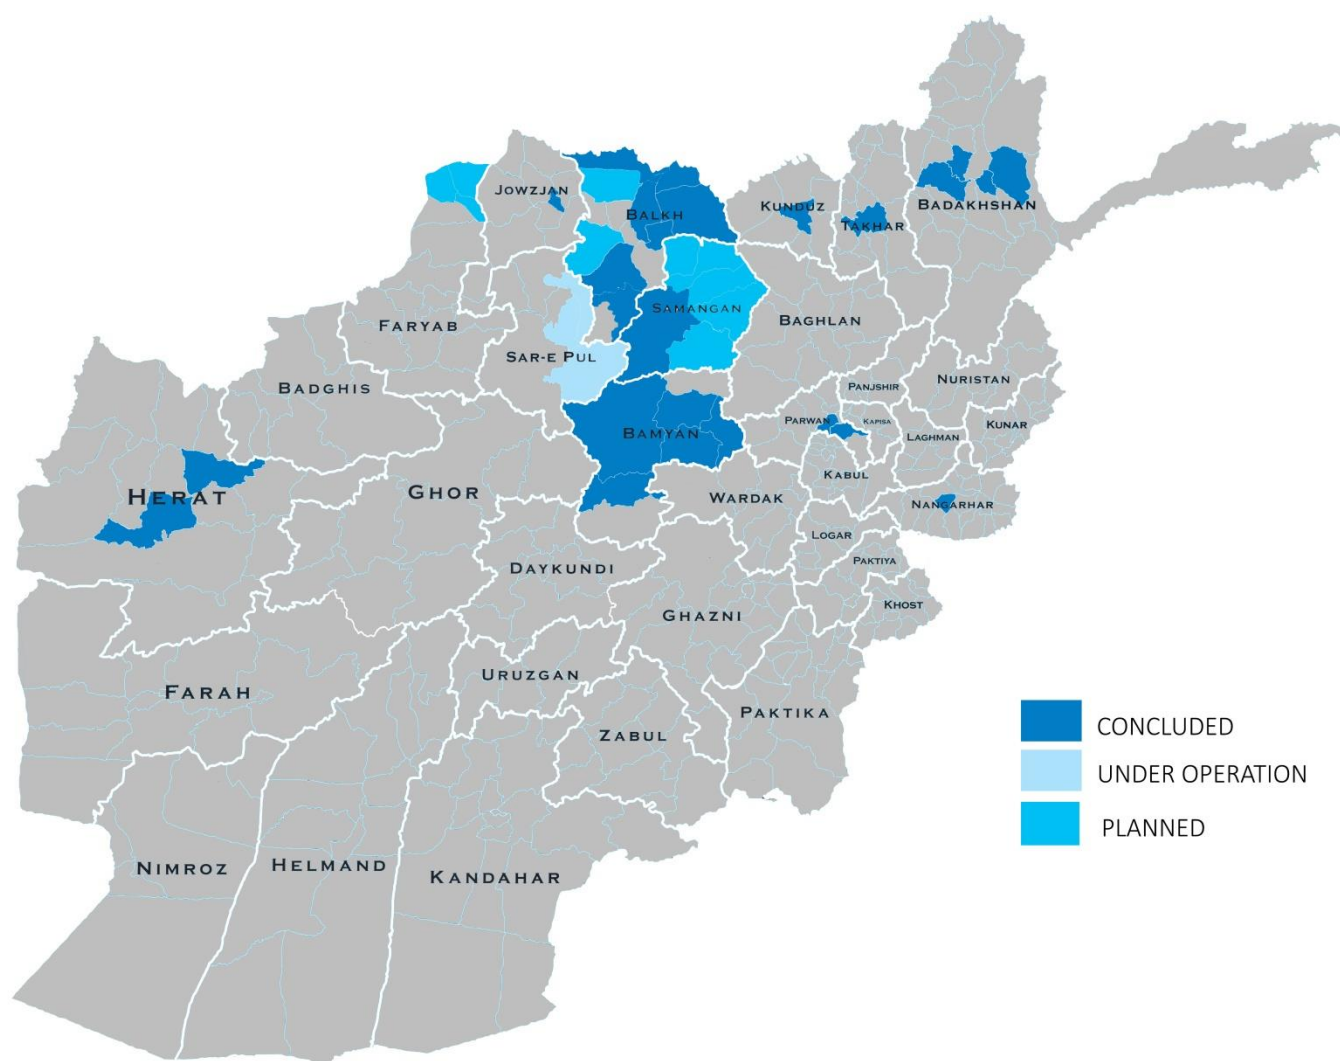 JOWZJAN
BALKH
KUNDUZ
TAKHAR
BADAKHSHAN
FARYAB
SAR-E PUL
SAMANGAN
BAGHLAN
BADGHIS
PANJSHIR
NURISTAN
BAMYAN
PARWAN
KAPISA
LAGHMAN
KUNAR
HERAT
GHOR
WARDAK
KABUL
NANGARHAR
LOGAR
PAKTIYA
DAYKUNDI
GHAZNI
KHOST
URUZGAN
FARAH
ZABUL
PAKTIKA
NIMROZ
HELMAND
KANDAHAR
CONCLUDED
UNDER OPERATION
PLANNED